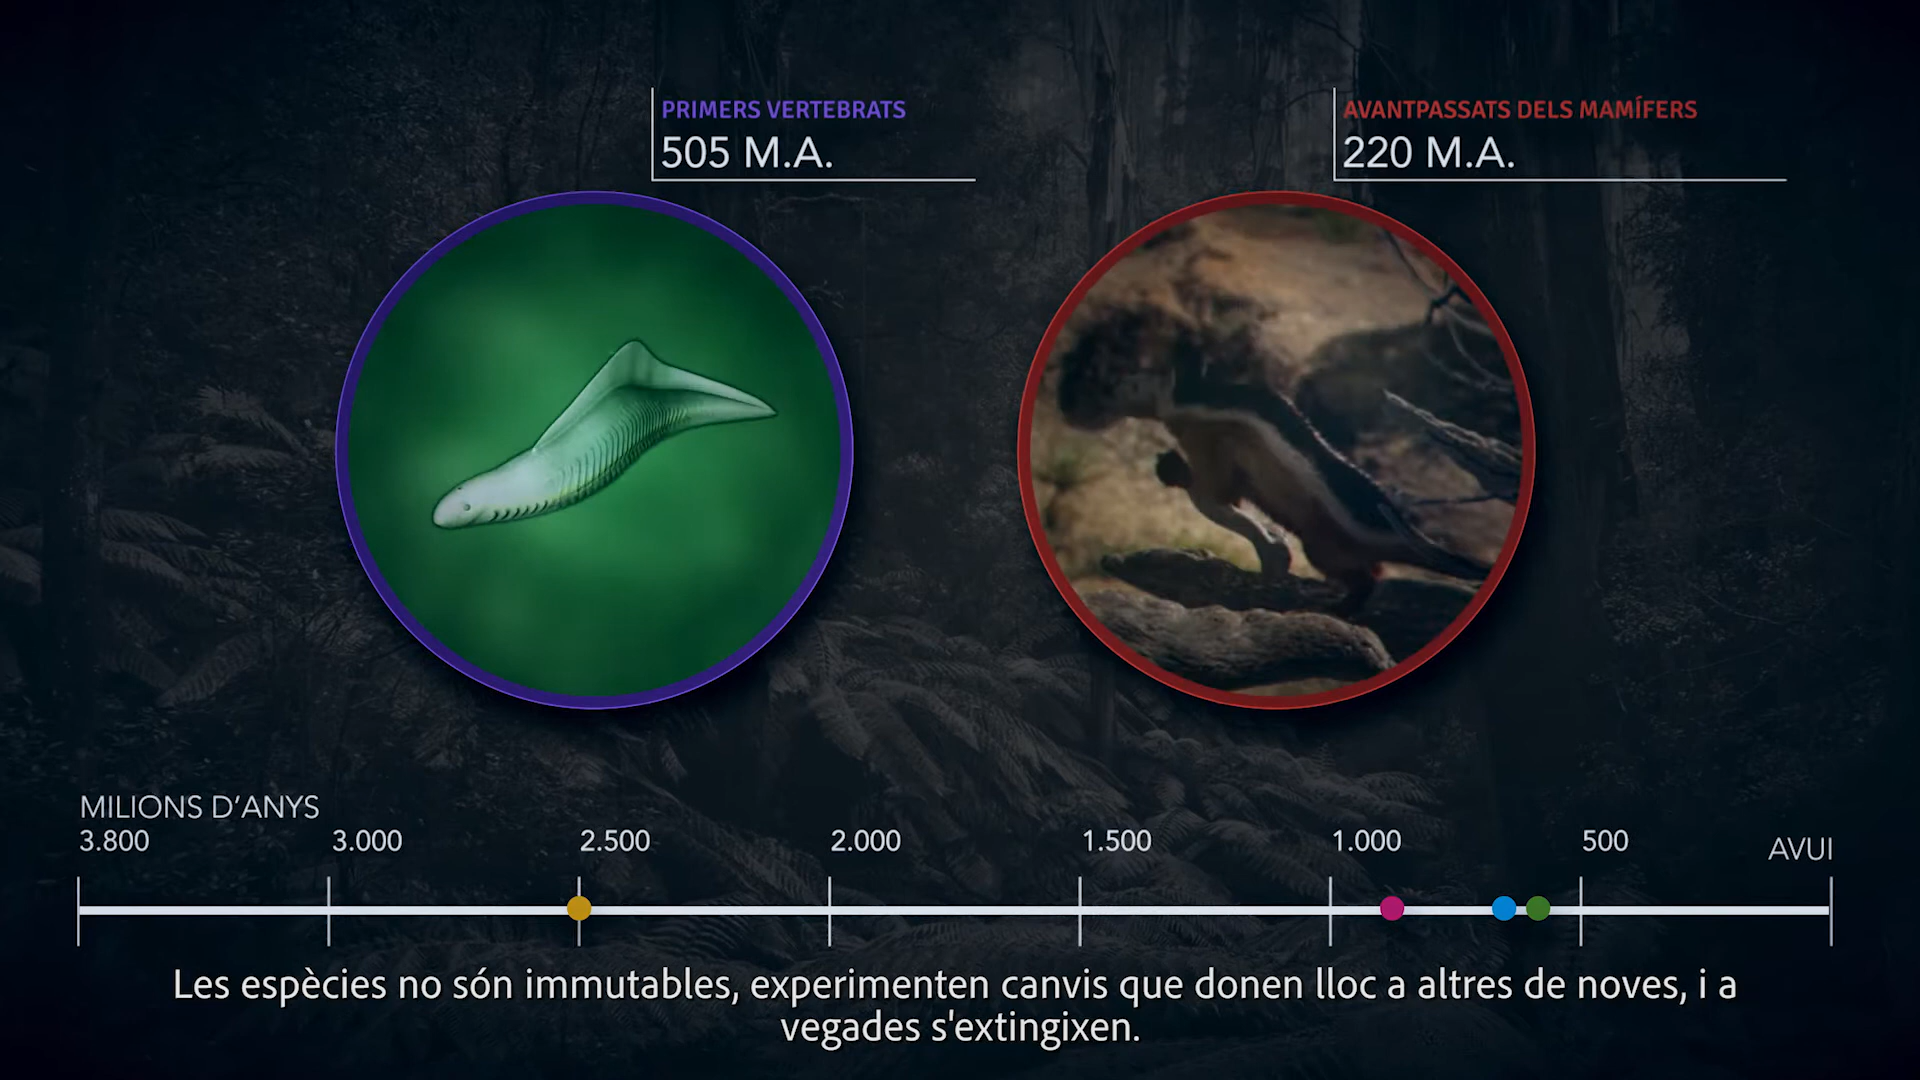 PRIMERS VERTEBRATS
505 M.A.
AVANTPASSATS DELS MAMÍFERS
220 M.A.
MILIONS D'ANYS
3.800 3.000 2.500 2.000 1.500 1.000 500 AVUI
Les espècies no són immutables, experimenten canvis que donen lloc a altres de noves, i a
vegades s'extingixen.